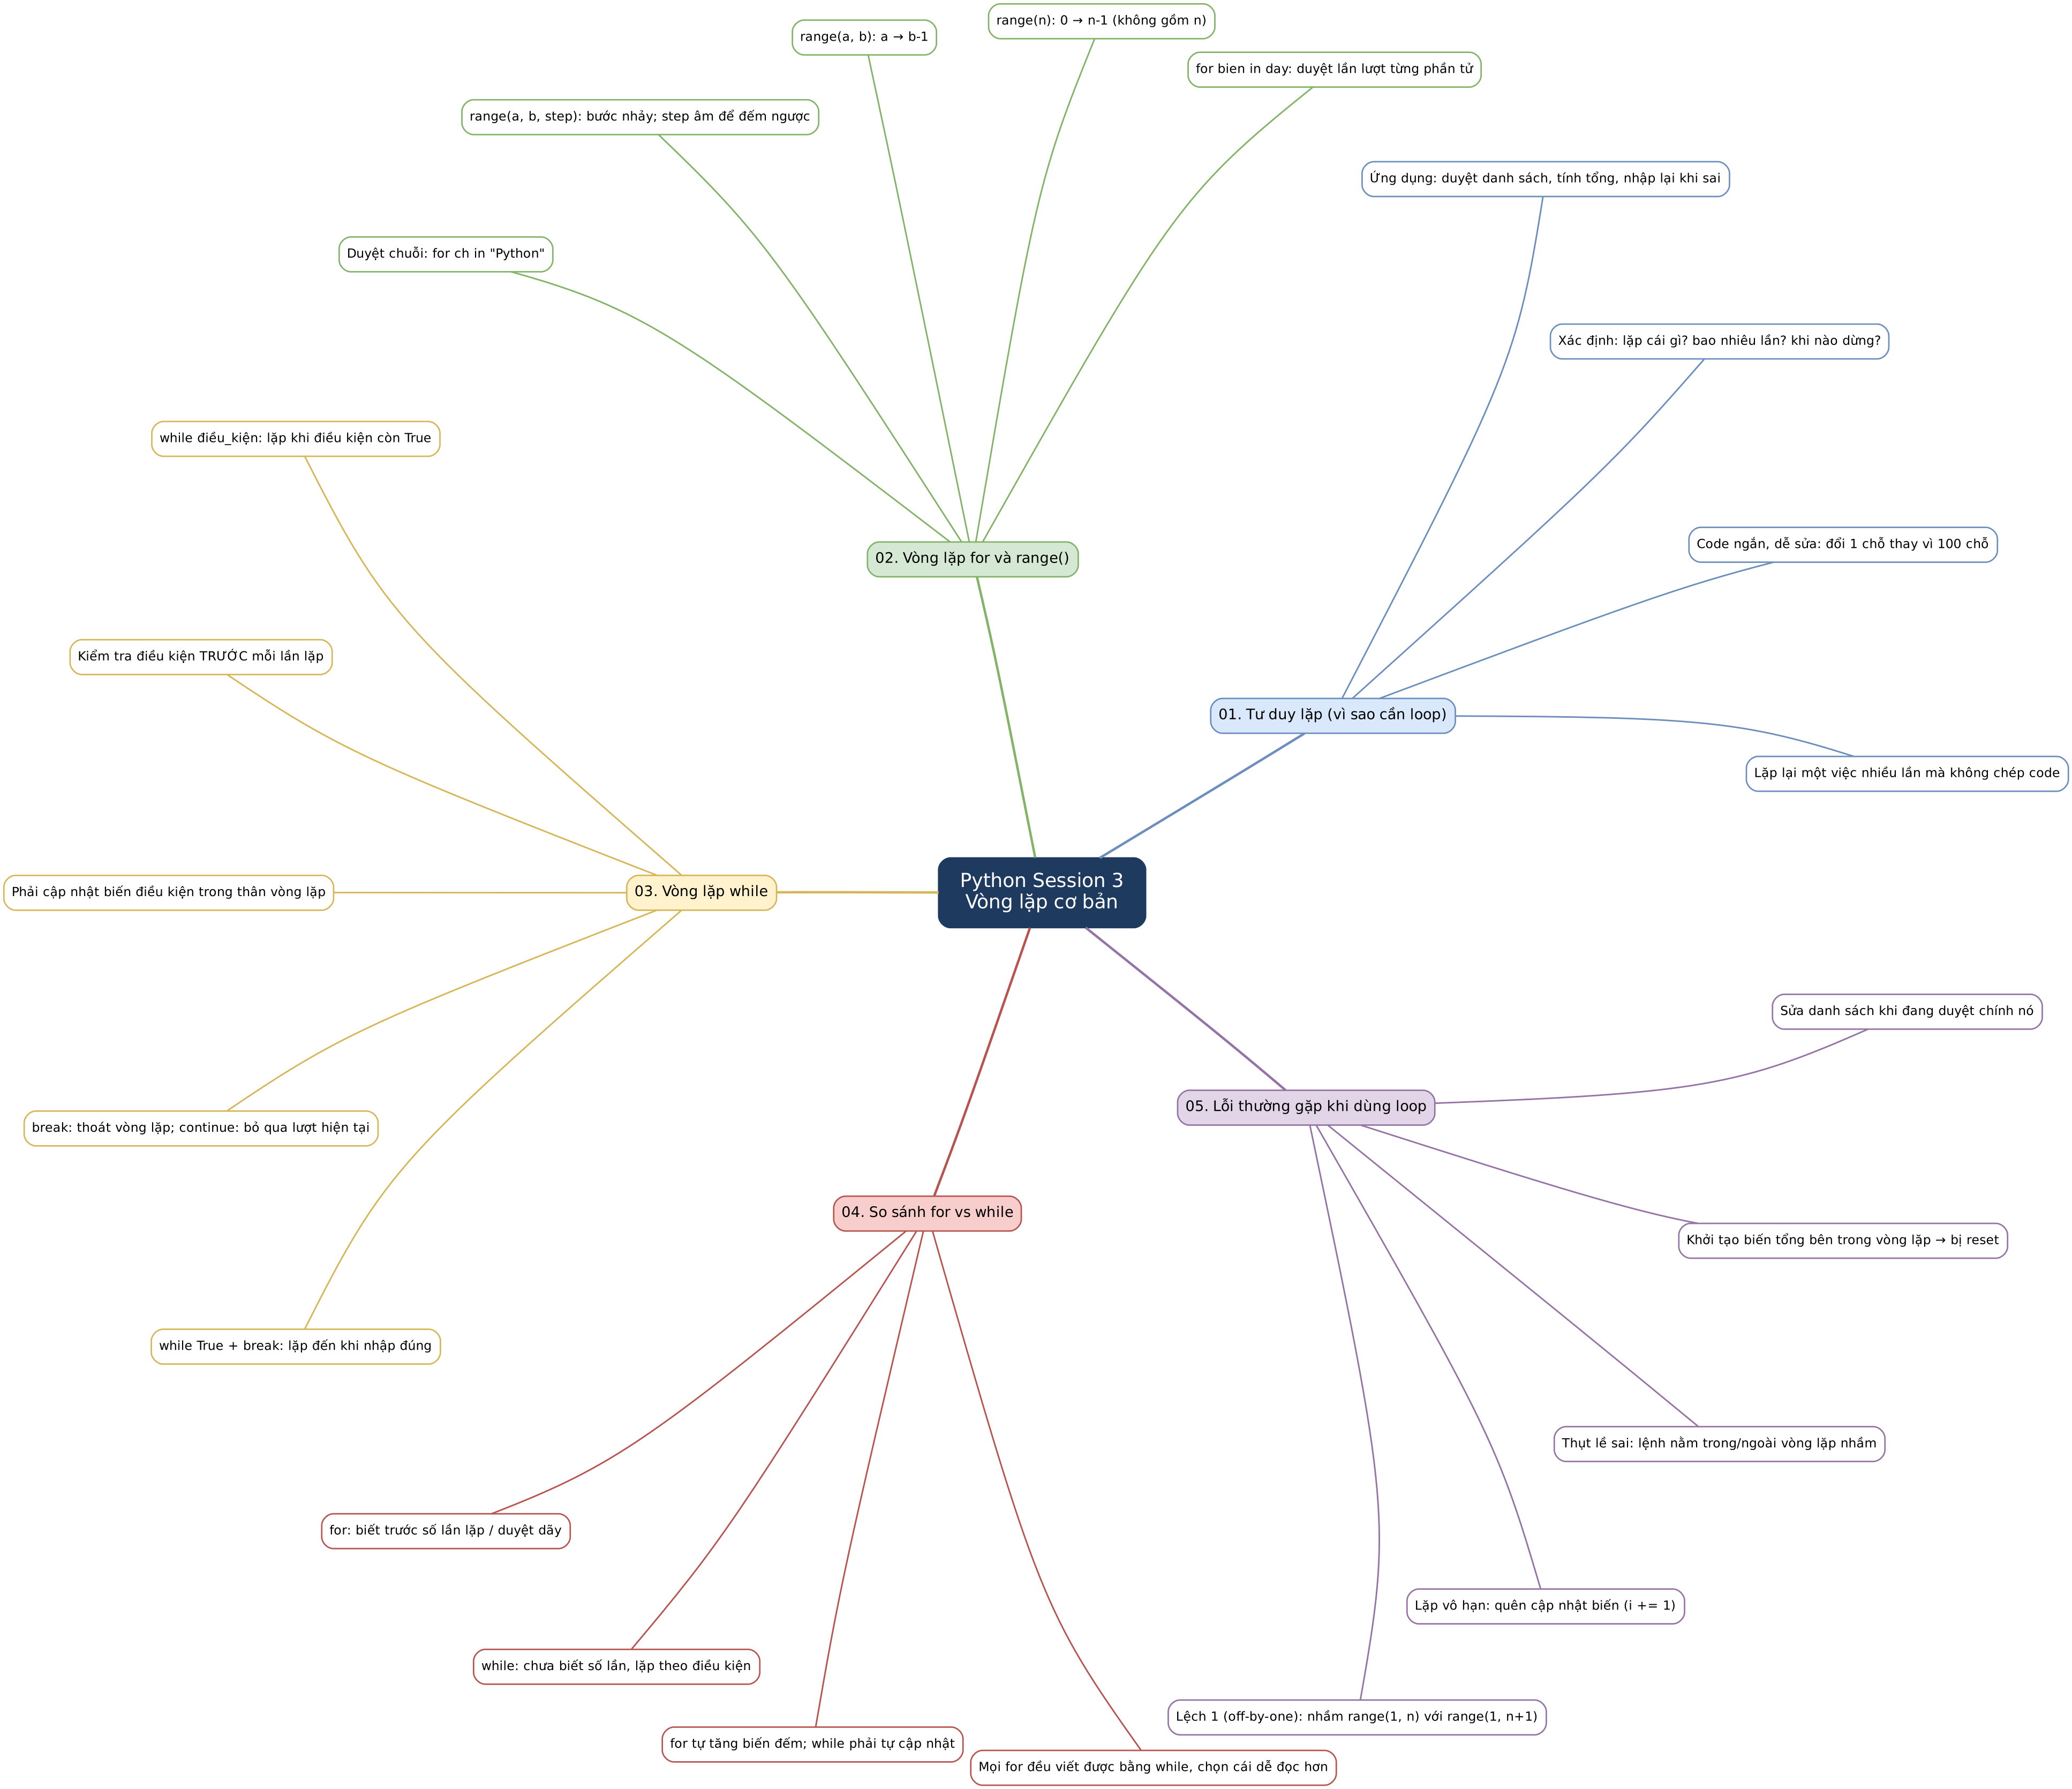 Python Session 3
Vòng lặp cơ bản
01. Tư duy lặp (vì sao cần loop)
Lặp lại một việc nhiều lần mà không chép code
Code ngắn, dễ sửa: đổi 1 chỗ thay vì 100 chỗ
Xác định: lặp cái gì? bao nhiêu lần? khi nào dừng?
Ứng dụng: duyệt danh sách, tính tổng, nhập lại khi sai
02. Vòng lặp for và range()
for bien in day: duyệt lần lượt từng phần tử
range(n): 0 → n-1 (không gồm n)
range(a, b): a → b-1
range(a, b, step): bước nhảy; step âm để đếm ngược
Duyệt chuỗi: for ch in "Python"
03. Vòng lặp while
while điều_kiện: lặp khi điều kiện còn True
Kiểm tra điều kiện TRƯỚC mỗi lần lặp
Phải cập nhật biến điều kiện trong thân vòng lặp
break: thoát vòng lặp; continue: bỏ qua lượt hiện tại
while True + break: lặp đến khi nhập đúng
04. So sánh for vs while
for: biết trước số lần lặp / duyệt dãy
while: chưa biết số lần, lặp theo điều kiện
for tự tăng biến đếm; while phải tự cập nhật
Mọi for đều viết được bằng while, chọn cái dễ đọc hơn
05. Lỗi thường gặp khi dùng loop
Lệch 1 (off-by-one): nhầm range(1, n) với range(1, n+1)
Lặp vô hạn: quên cập nhật biến (i += 1)
Thụt lề sai: lệnh nằm trong/ngoài vòng lặp nhầm
Khởi tạo biến tổng bên trong vòng lặp → bị reset
Sửa danh sách khi đang duyệt chính nó